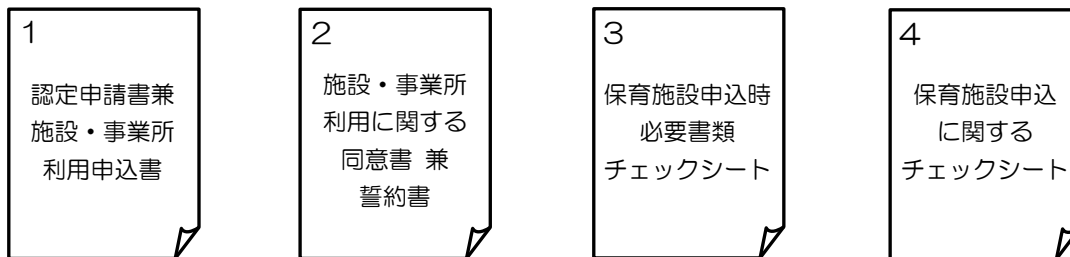 1
認定申請書兼
施設・事業所
利用申込書
2
施設・事業所
利用に関する
同意書 兼
誓約書
3
保育施設申込時
必要書類
チェックシート
4
保育施設申込
に関する
チェックシート